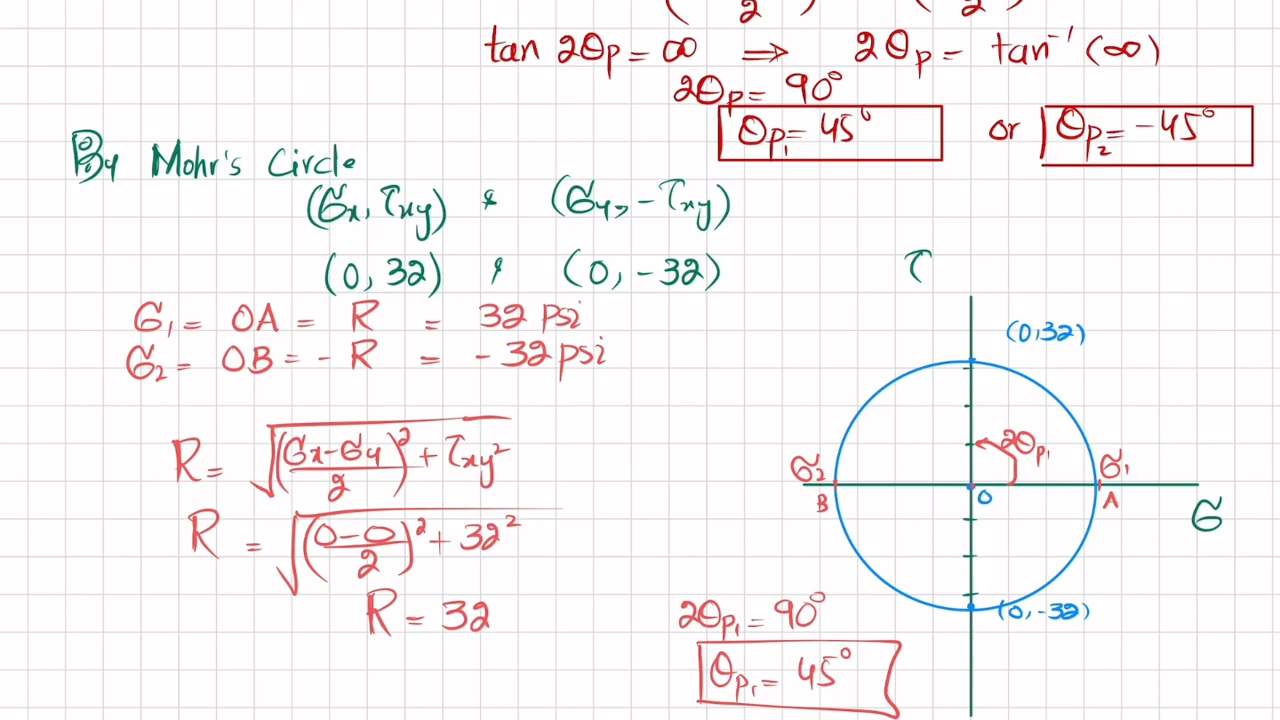 ( 2 ) ( 2 )
tan 2θp = ∞ ⇒ 2θp = tan⁻¹ (∞)
2θp = 90°
θp₁ = 45° or θp₂ = -45°
By Mohr's Circle
(σx, τxy) & (σy, -τxy)
(0, 32) & (0, -32)
τ
σ₁ = OA = R = 32 psi
(0,32)
σ₂ = OB = - R = - 32 psi
R = √((σx-σy)/2)² + τxy²
2θp₁
σ₂ σ₁
B O A
σ
R = √((0-0)/2)² + 32²
R = 32
(0,-32)
2θp₁ = 90°
θp₁ = 45°